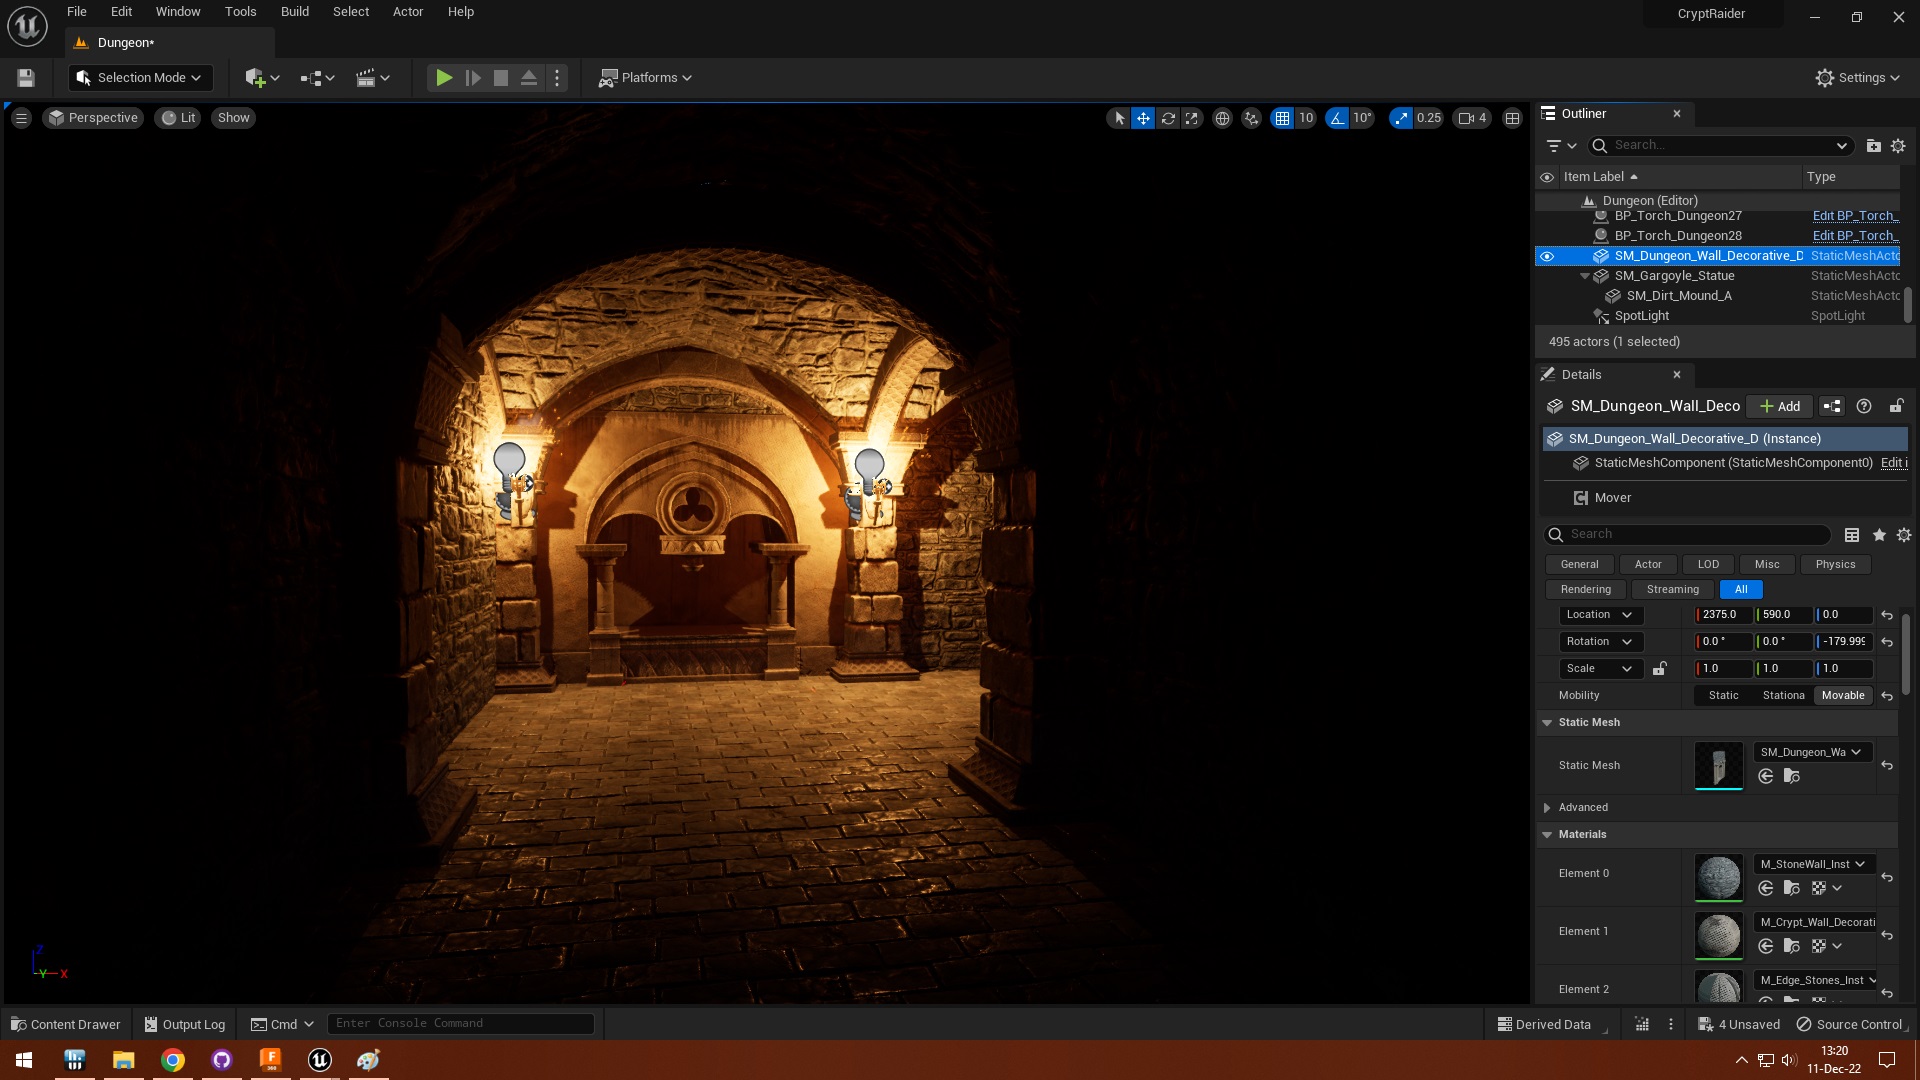 File Edit Window Tools Build Select Actor Help
CryptRaider
Dungeon*
Selection Mode
Platforms
Settings
Perspective Lit Show
10 10° 0.25 4
Outliner
Search...
Item Label Type
Dungeon (Editor)
BP_Torch_Dungeon27 Edit BP_Torch_
BP_Torch_Dungeon28 Edit BP_Torch_
SM_Dungeon_Wall_Decorative_D StaticMeshActo
SM_Gargoyle_Statue StaticMeshActo
SM_Dirt_Mound_A StaticMeshActo
SpotLight SpotLight
495 actors (1 selected)
Details
SM_Dungeon_Wall_Deco Add
SM_Dungeon_Wall_Decorative_D (Instance)
StaticMeshComponent (StaticMeshComponent0) Edit i
Mover
Search
General Actor LOD Misc Physics
Rendering Streaming All
Location 2375.0 590.0 0.0
Rotation 0.0 ° 0.0 ° -179.999
Scale 1.0 1.0 1.0
Mobility Static Stationa Movable
Static Mesh
Static Mesh SM_Dungeon_Wa
Advanced
Materials
Element 0 M_StoneWall_Inst
Element 1 M_Crypt_Wall_Decorati
Element 2 M_Edge_Stones_Inst
Z
Y X
Content Drawer Output Log Cmd Enter Console Command
Derived Data 4 Unsaved Source Control
F
360
13:20
11-Dec-22